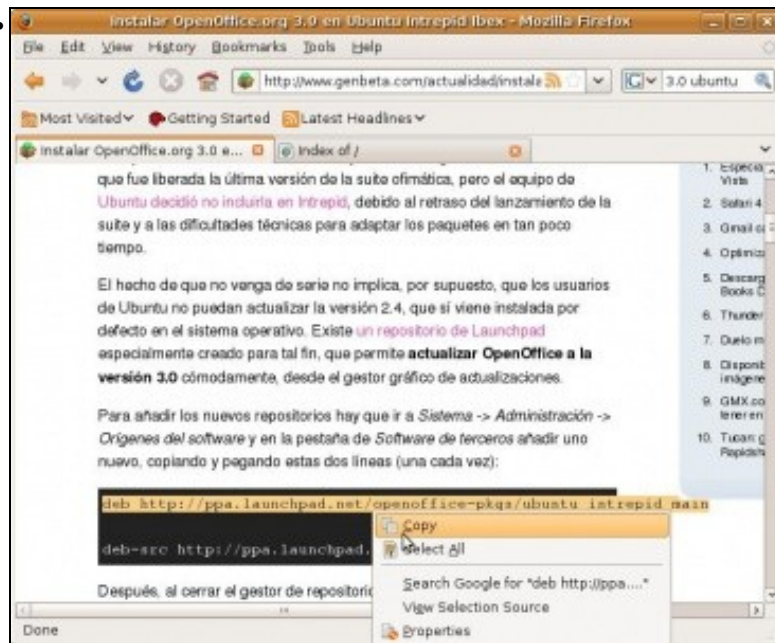 Instalar OpenOffice.org 3.0 en Ubuntu Intrepid Ibex - Mozilla Firefox
File Edit View History Bookmarks Tools Help
http://www.genbeta.com/actualidad/instala
3.0 ubuntu
Most Visited Getting Started Latest Headlines
Instalar OpenOffice.org 3.0 e... Index of /
que fue liberada la última versión de la suite ofimática, pero el equipo de
Ubuntu decidió no incluirla en Intrepid, debido al retraso del lanzamiento de la
suite y a las dificultades técnicas para adaptar los paquetes en tan poco
tiempo.
El hecho de que no venga de serie no implica, por supuesto, que los usuarios
de Ubuntu no puedan actualizar la versión 2.4, que sí viene instalada por
defecto en el sistema operativo. Existe un repositorio de Launchpad
especialmente creado para tal fin, que permite actualizar OpenOffice a la
versión 3.0 cómodamente, desde el gestor gráfico de actualizaciones.
Para añadir los nuevos repositorios hay que ir a Sistema -> Administración ->
Orígenes del software y en la pestaña de Software de terceros añadir uno
nuevo, copiando y pegando estas dos líneas (una cada vez):
deb http://ppa.launchpad.net/openoffice-pkgs/ubuntu intrepid main
deb-src http://ppa.launchpad.
Después, al cerrar el gestor de repositorio
Copy
Select All
Search Google for "deb http://ppa...."
View Selection Source
Properties
1. Especia
Vista
2. Safari 4
3. Gmail
4. Optimiz
5. Descarg
Books
6. Thunder
7. Duelo m
8. Disponib
imágene
9. GMX.co
tener en
10. Tucan:
Rapidsh
Done